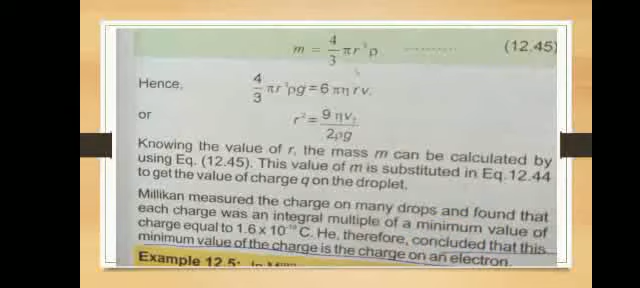 m = 4/3 πr³ρ ............ (12.45)
Hence, 4/3 πr³ρg = 6 πη r vₜ
or r² = 9 ηvₜ / 2ρg
Knowing the value of r, the mass m can be calculated by
using Eq. (12.45). This value of m is substituted in Eq.12.44
to get the value of charge q on the droplet.
Millikan measured the charge on many drops and found that
each charge was an integral multiple of a minimum value of
charge equal to 1.6 x 10⁻¹⁹ C. He, therefore, concluded that this
minimum value of the charge is the charge on an electron.
Example 12.5: In